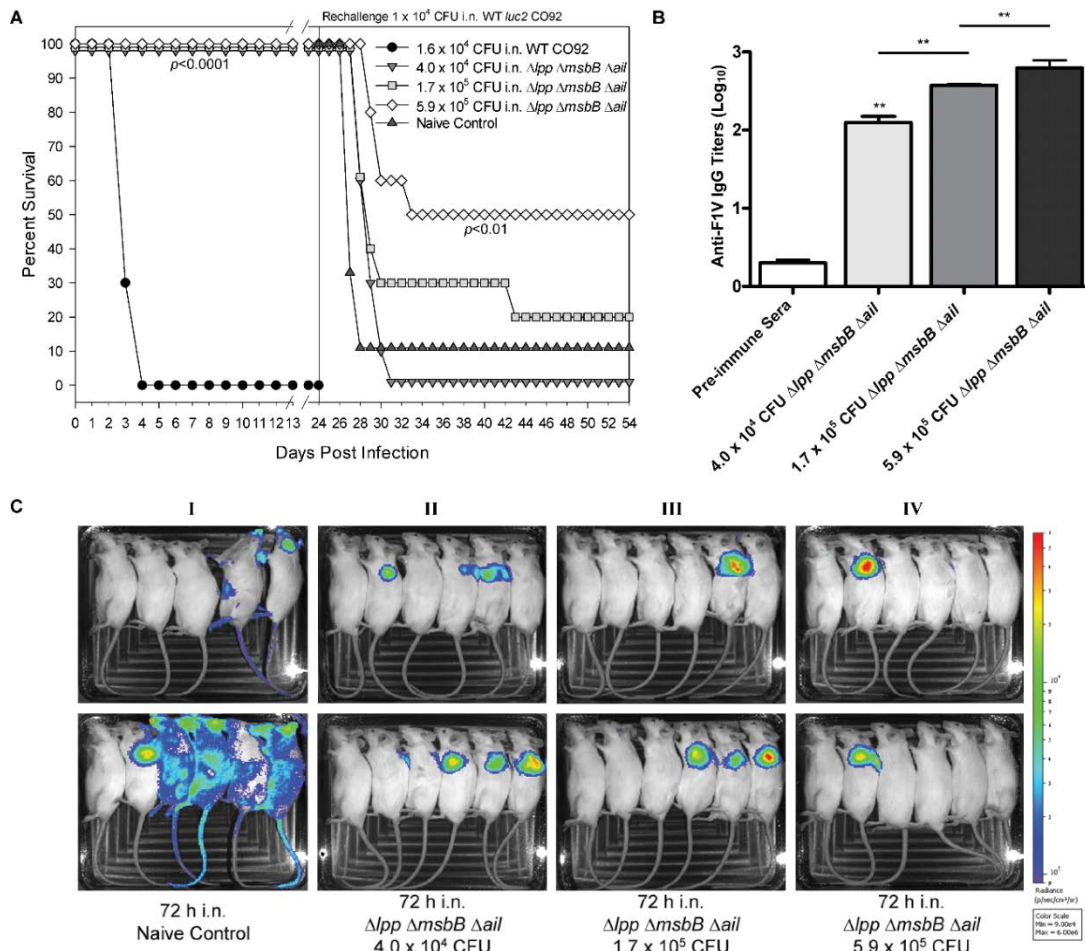 A
Rechallenge 1 x 10⁴ CFU i.n. WT luc2 CO92
100
90
80
70
60
50
40
30
20
10
0
Percent Survival
p<0.0001
1.6 x 10⁴ CFU i.n. WT CO92
4.0 x 10⁴ CFU i.n. Δlpp ΔmsbB Δail
1.7 x 10⁵ CFU i.n. Δlpp ΔmsbB Δail
5.9 x 10⁵ CFU i.n. Δlpp ΔmsbB Δail
Naive Control
p<0.01
0 1 2 3 4 5 6 7 8 9 10 11 12 13 24 26 28 30 32 34 36 38 40 42 44 46 48 50 52 54
Days Post Infection
B
**
**
**
3
2
1
0
Anti-F1V IgG Titers (Log₁₀)
Pre-immune Sera
4.0 x 10⁴ CFU Δlpp ΔmsbB Δail
1.7 x 10⁵ CFU Δlpp ΔmsbB Δail
5.9 x 10⁵ CFU Δlpp ΔmsbB Δail
C
I
II
III
IV
Radiance
(p/sec/cm²/sr)
Color Scale
Min = 9.00e4
Max = 6.00e6
72 h i.n.
Naive Control
72 h i.n.
Δlpp ΔmsbB Δail
4.0 x 10⁴ CFU
72 h i.n.
Δlpp ΔmsbB Δail
1.7 x 10⁵ CFU
72 h i.n.
Δlpp ΔmsbB Δail
5.9 x 10⁵ CFU